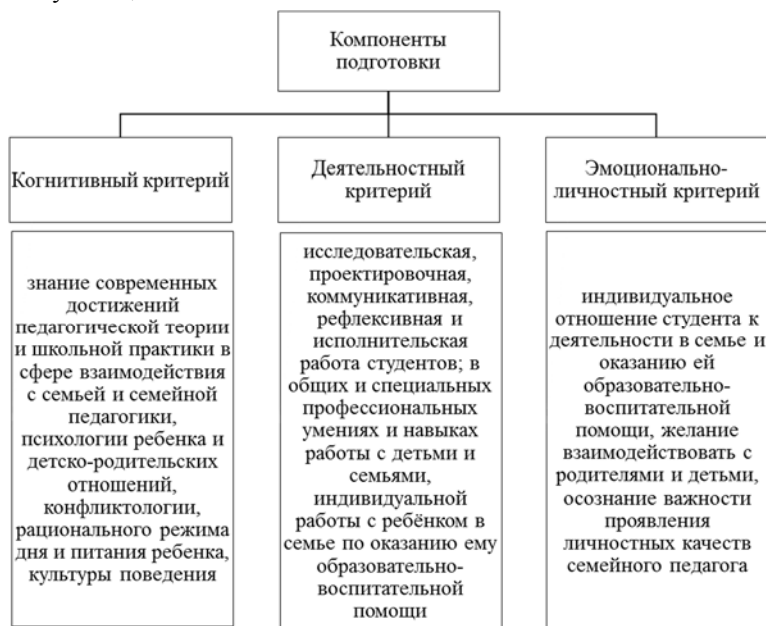 Компоненты
подготовки
Когнитивный критерий
Деятельностный
критерий
Эмоционально-
личностный критерий
знание современных
достижений
педагогической теории
и школьной практики в
сфере взаимодействия
с семьей и семейной
педагогики,
психологии ребенка и
детско-родительских
отношений,
конфликтологии,
рационального режима
дня и питания ребенка,
культуры поведения
исследовательская,
проектировочная,
коммуникативная,
рефлексивная и
исполнительская
работа студентов; в
общих и специальных
профессиональных
умениях и навыках
работы с детьми и
семьями,
индивидуальной
работы с ребёнком в
семье по оказанию ему
образовательно-
воспитательной
помощи
индивидуальное
отношение студента к
деятельности в семье и
оказанию ей
образовательно-
воспитательной
помощи, желание
взаимодействовать с
родителями и детьми,
осознание важности
проявления
личностных качеств
семейного педагога